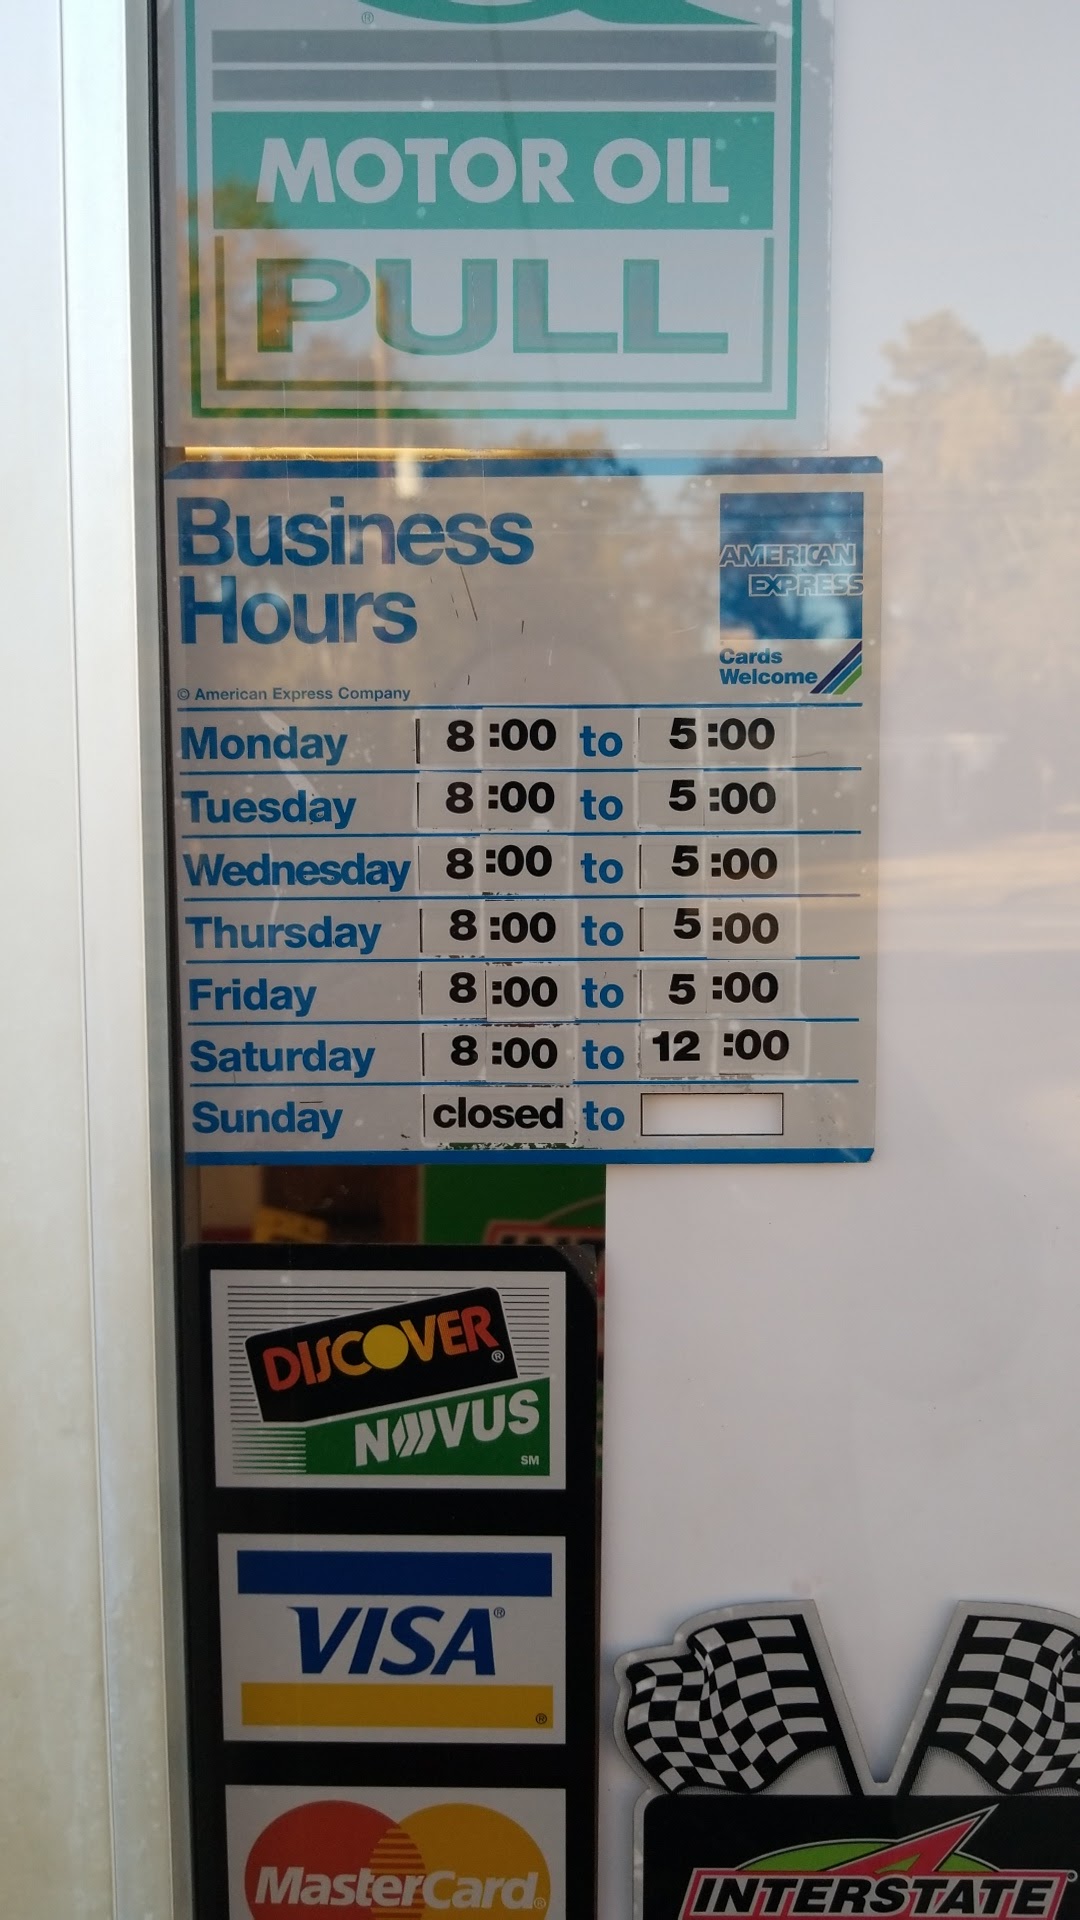 ®
MOTOR OIL
PULL
Business
Hours
AMERICAN
EXPRESS
Cards
Welcome
© American Express Company
Monday 8:00 to 5:00
Tuesday 8:00 to 5:00
Wednesday 8:00 to 5:00
Thursday 8:00 to 5:00
Friday 8:00 to 5:00
Saturday 8:00 to 12:00
Sunday closed to
DISCOVER®
NOVUS
SM
VISA®
®
MasterCard®
INTERSTATE